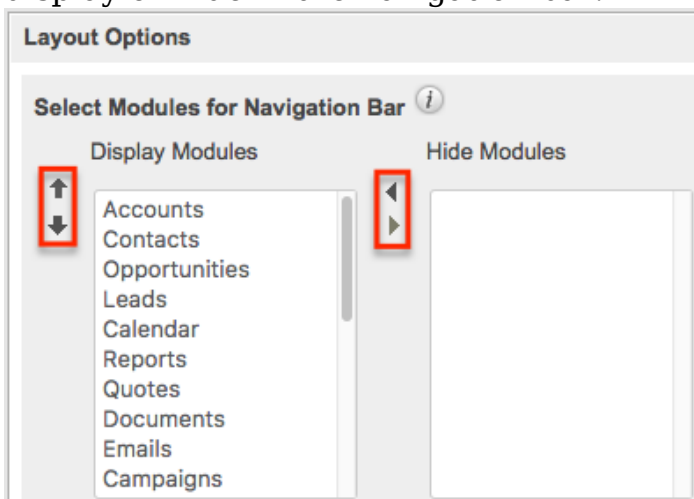 Layout Options
Select Modules for Navigation Bar i
Display Modules
Hide Modules
Accounts
Contacts
Opportunities
Leads
Calendar
Reports
Quotes
Documents
Emails
Campaigns